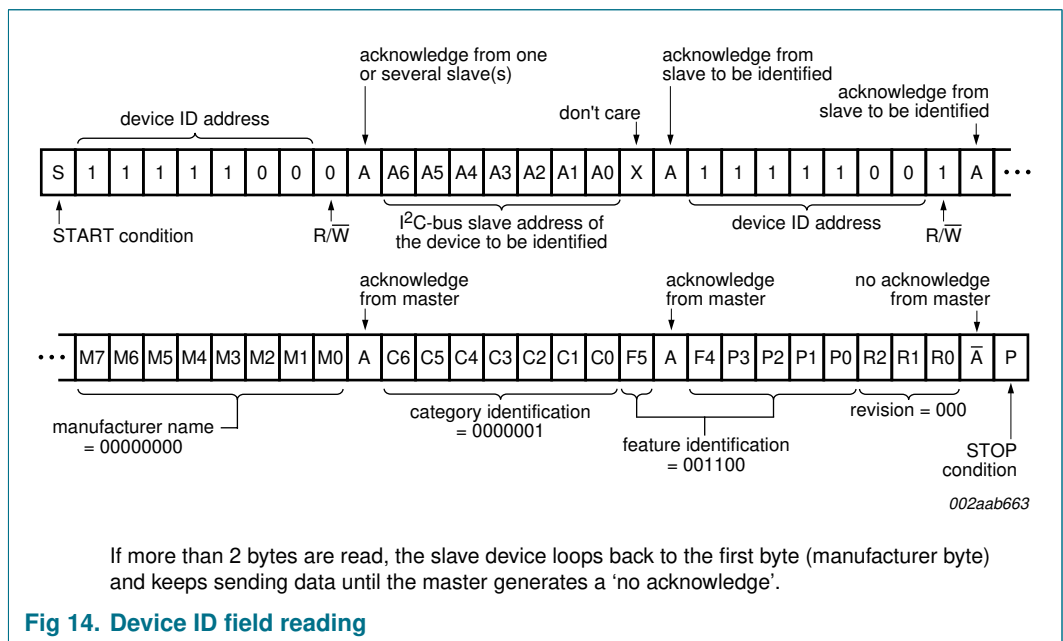 acknowledge from one
or several slave(s)
acknowledge from
slave to be identified
acknowledge from
slave to be identified
device ID address
don't care
S 1 1 1 1 1 0 0 0 A A6 A5 A4 A3 A2 A1 A0 X A 1 1 1 1 1 0 0 1 A •••
START condition
R/W̅
I²C-bus slave address of
the device to be identified
device ID address
R/W̅
acknowledge
from master
acknowledge
from master
no acknowledge
from master
••• M7 M6 M5 M4 M3 M2 M1 M0 A C6 C5 C4 C3 C2 C1 C0 F5 A F4 P3 P2 P1 P0 R2 R1 R0 A̅ P
manufacturer name
= 00000000
category identification
= 0000001
feature identification
= 001100
revision = 000
STOP
condition
002aab663
If more than 2 bytes are read, the slave device loops back to the first byte (manufacturer byte)
and keeps sending data until the master generates a ‘no acknowledge’.
Fig 14. Device ID field reading